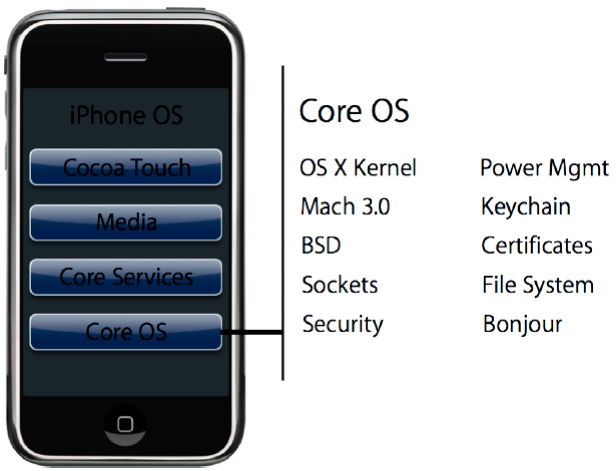 iPhone OS
Cocoa Touch
Media
Core Services
Core OS
Core OS
OS X Kernel
Mach 3.0
BSD
Sockets
Security
Power Mgmt
Keychain
Certificates
File System
Bonjour